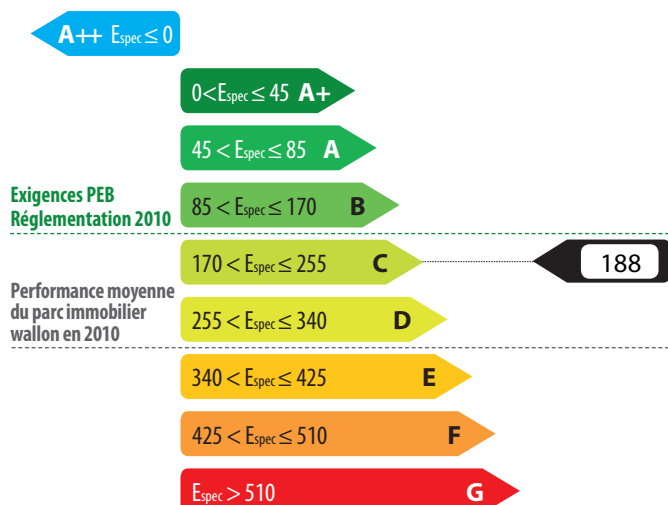 A++ Espec ≤ 0
0<Espec ≤ 45 A+
45 < Espec ≤ 85 A
Exigences PEB
Réglementation 2010
85 < Espec ≤ 170 B
170 < Espec ≤ 255 C
188
Performance moyenne
du parc immobilier
wallon en 2010
255 < Espec ≤ 340 D
340 < Espec ≤ 425 E
425 < Espec ≤ 510 F
Espec > 510 G